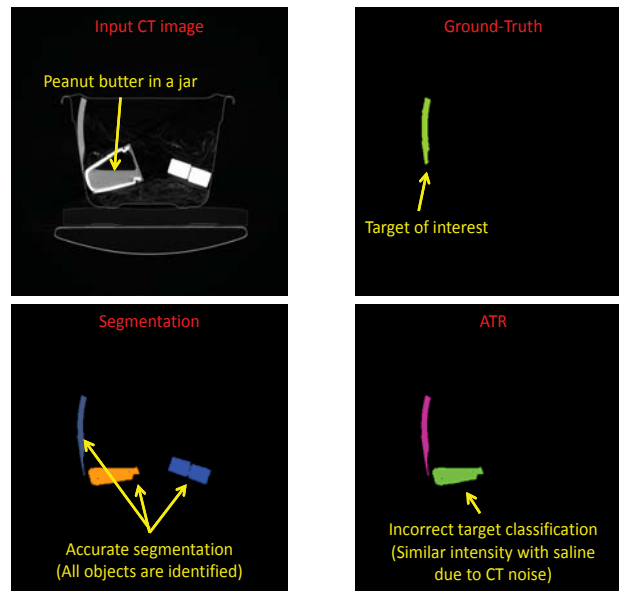 Input CT image
Peanut butter in a jar
Ground-Truth
Target of interest
Segmentation
Accurate segmentation
(All objects are identified)
ATR
Incorrect target classification
(Similar intensity with saline
due to CT noise)